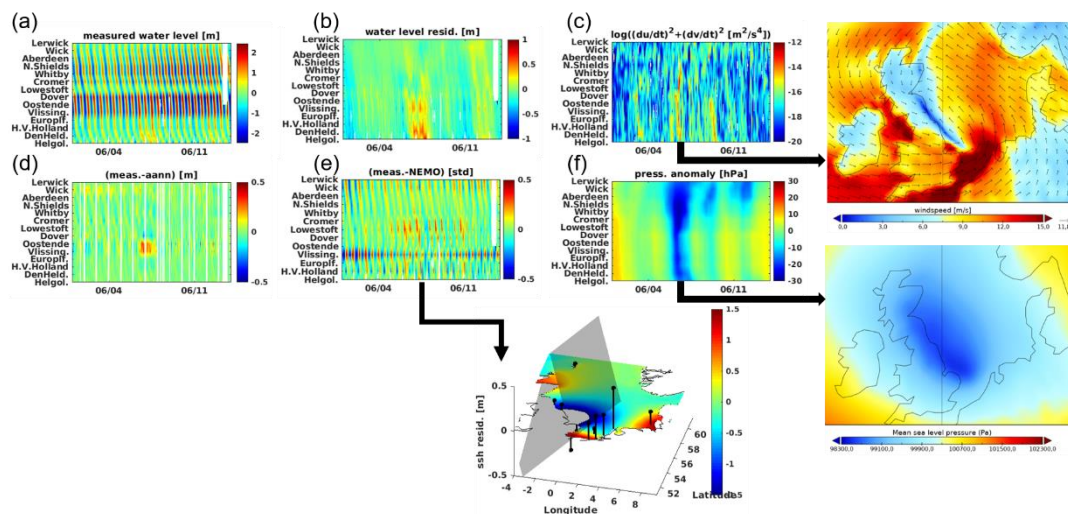 (a)
measured water level [m]
Lerwick
Wick
Aberdeen
N.Shields
Whitby
Cromer
Lowestoft
Dover
Oostende
Vlissing.
Europlf.
H.V.Holland
DenHeld.
Helgol.
06/04
06/11
2
1
0
-1
-2
(b)
water level resid. [m]
Lerwick
Wick
Aberdeen
N.Shields
Whitby
Cromer
Lowestoft
Dover
Oostende
Vlissing.
Europlf.
H.V.Holland
DenHeld.
Helgol.
06/04
06/11
1
0.5
0
-0.5
-1
(c)
log((du/dt)²+(dv/dt)² [m²/s⁴])
Lerwick
Wick
Aberdeen
N.Shields
Whitby
Cromer
Lowestoft
Dover
Oostende
Vlissing.
Europlf.
H.V.Holland
DenHeld.
Helgol.
06/04
06/11
-12
-14
-16
-18
-20
windspeed [m/s]
0,0
3,0
6,0
9,0
12,0
15,0
(d)
(meas.-aann) [m]
Lerwick
Wick
Aberdeen
N.Shields
Whitby
Cromer
Lowestoft
Dover
Oostende
Vlissing.
Europlf.
H.V.Holland
DenHeld.
Helgol.
06/04
06/11
0.5
0
-0.5
(e)
(meas.-NEMO) [std]
Lerwick
Wick
Aberdeen
N.Shields
Whitby
Cromer
Lowestoft
Dover
Oostende
Vlissing.
Europlf.
H.V.Holland
DenHeld.
Helgol.
06/04
06/11
0.5
0
-0.5
(f)
press. anomaly [hPa]
Lerwick
Wick
Aberdeen
N.Shields
Whitby
Cromer
Lowestoft
Dover
Oostende
Vlissing.
Europlf.
H.V.Holland
DenHeld.
Helgol.
06/04
06/11
30
20
10
0
-10
-20
-30
Mean see level pressure (Pa)
98300,0
99100,0
99900,0
100700,0
101500,0
102300,0
ssh resid. [m]
0.5
0
-0.5
-4
-2
0
2
4
6
8
Longitude
52
54
56
58
60
Latitude
1.5
1
0.5
0
-0.5
-1